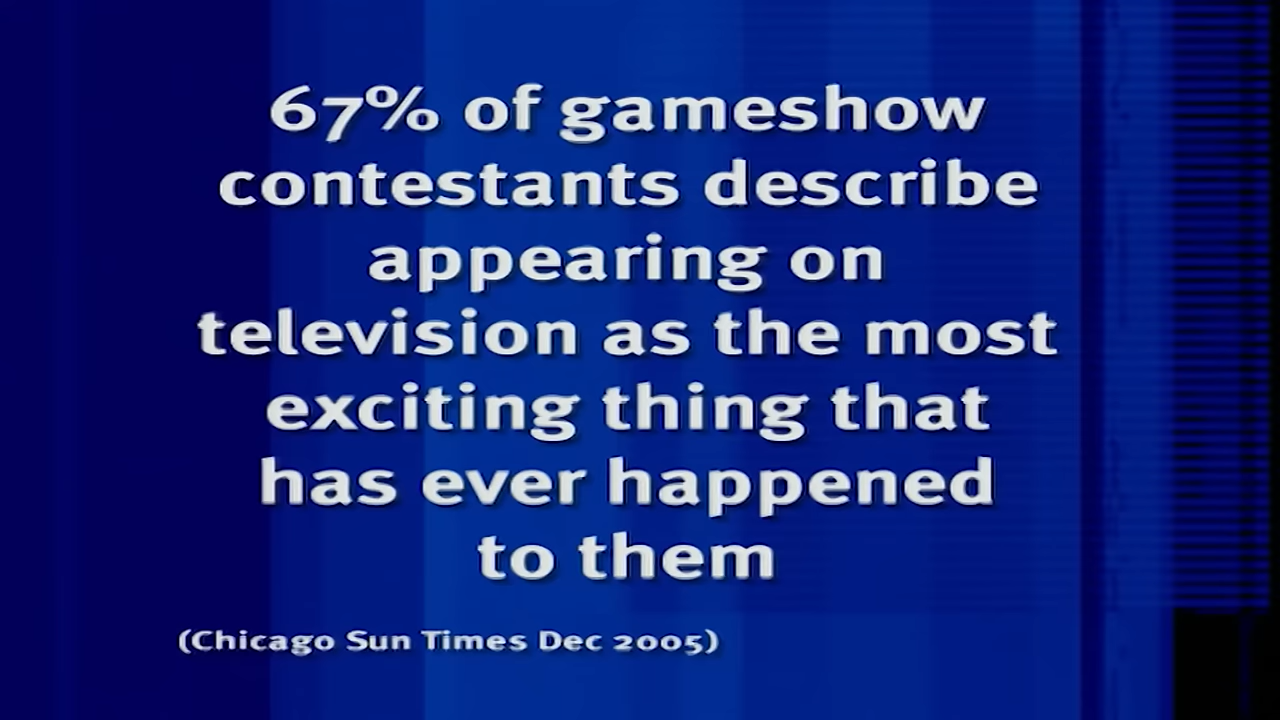 67% of gameshow
contestants describe
appearing on
television as the most
exciting thing that
has ever happened
to them
(Chicago Sun Times Dec 2005)